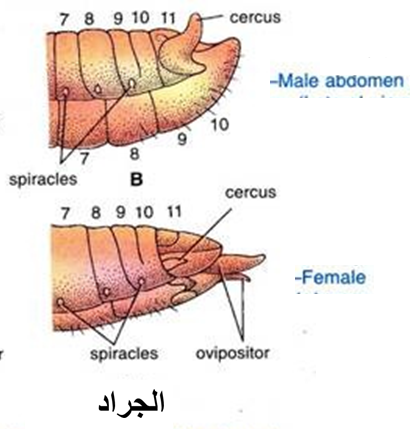 7 8 9 10 11 cercus
-Male abdomen
10
9
8
7
spiracles B
cercus
7 8 9 10 11
-Female
spiracles ovipositor
الجراد